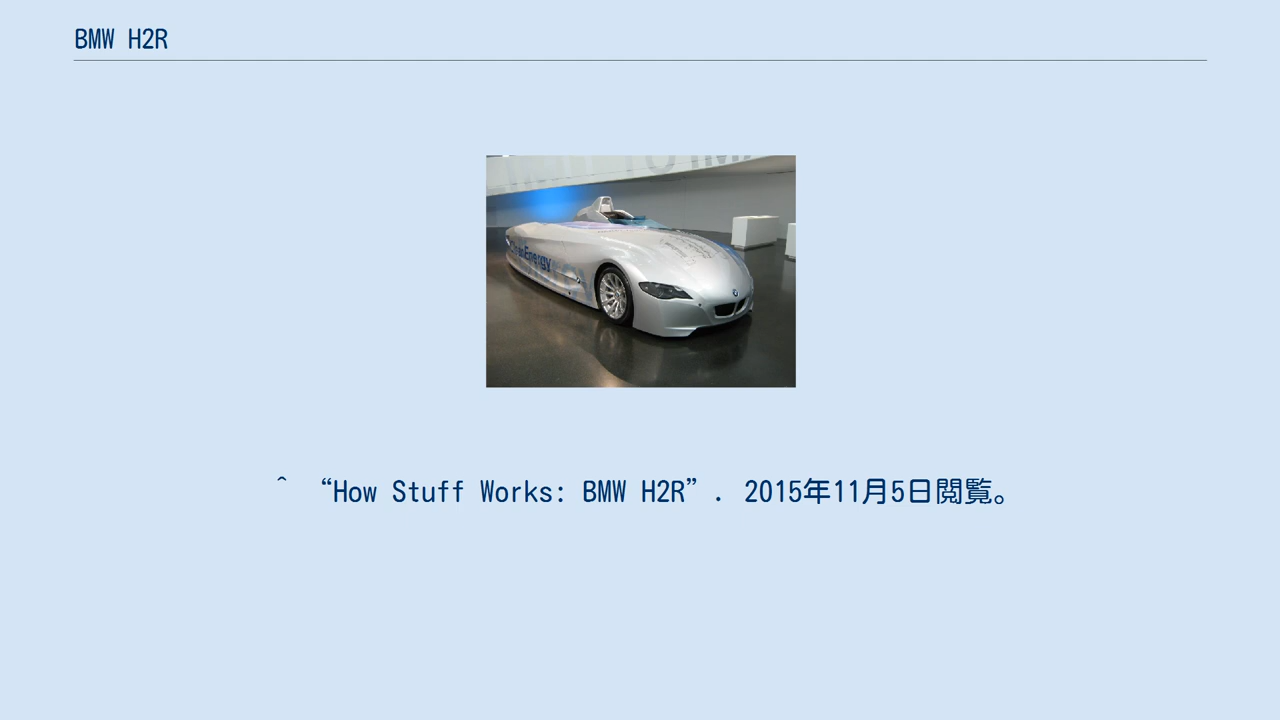 BMW H2R
^ “How Stuff Works: BMW H2R”. 2015年11月5日閲覧。